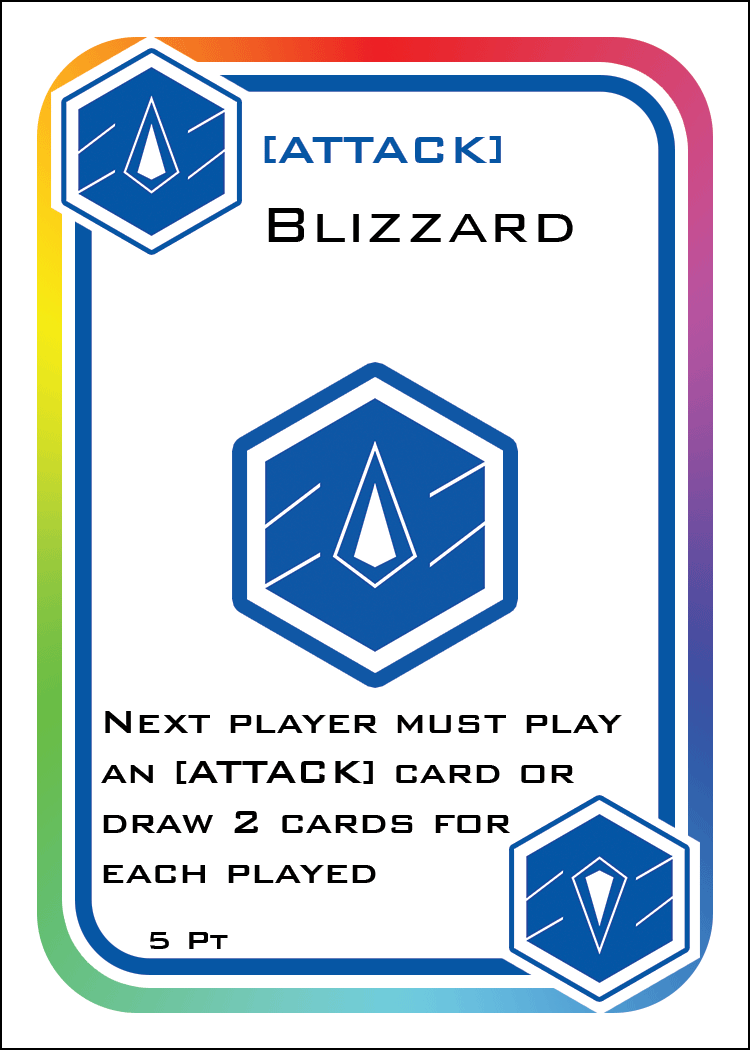 [ATTACK]
Blizzard
Next player must play
an [ATTACK] card or
draw 2 cards for
each played
5 Pt